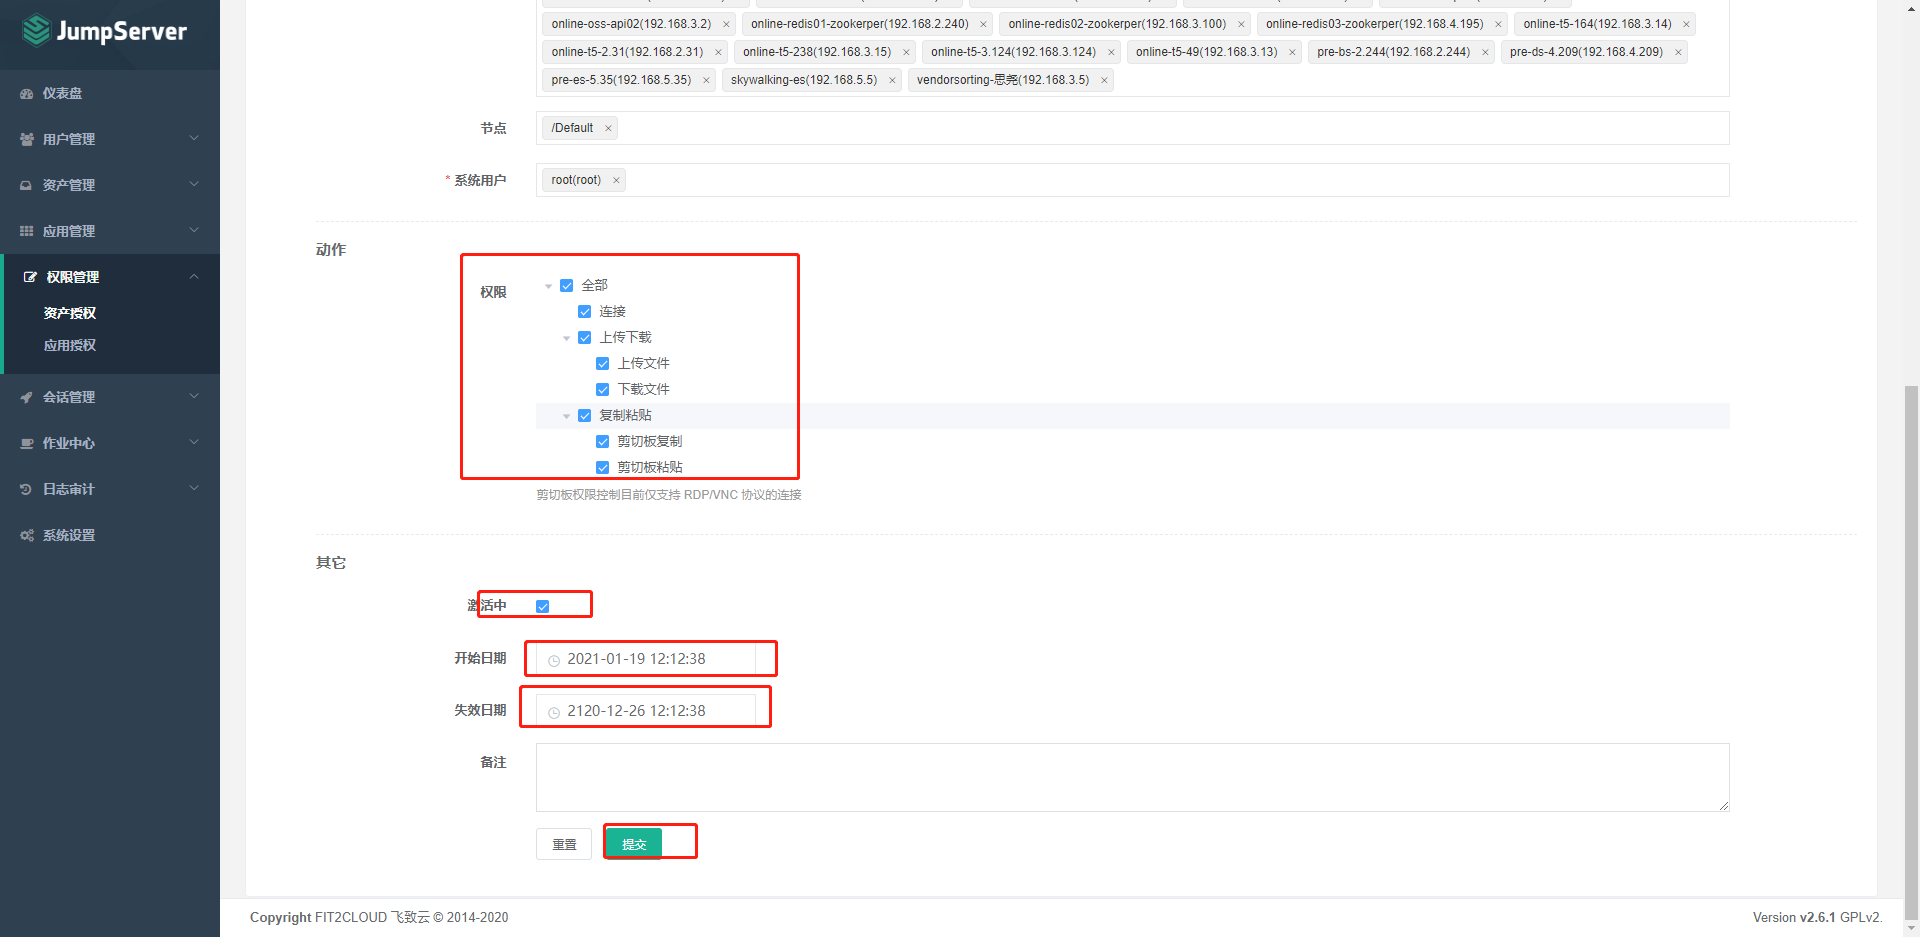 JumpServer
仪表盘
用户管理
资产管理
应用管理
权限管理
资产授权
应用授权
会话管理
作业中心
日志审计
系统设置
online-oss-api02(192.168.3.2) × online-redis01-zookerper(192.168.2.240) × online-redis02-zookerper(192.168.3.100) × online-redis03-zookerper(192.168.4.195) × online-t5-164(192.168.3.14) ×
online-t5-2.31(192.168.2.31) × online-t5-238(192.168.3.15) × online-t5-3.124(192.168.3.124) × online-t5-49(192.168.3.13) × pre-bs-2.244(192.168.2.244) × pre-ds-4.209(192.168.4.209) ×
pre-es-5.35(192.168.5.35) × skywalking-es(192.168.5.5) × vendorsorting-思尧(192.168.3.5) ×
节点 /Default ×
* 系统用户 root(root) ×
动作
权限
全部
连接
上传下载
上传文件
下载文件
复制粘贴
剪切板复制
剪切板粘贴
剪切板权限控制目前仅支持 RDP/VNC 协议的连接
其它
激活中
开始日期 2021-01-19 12:12:38
失效日期 2120-12-26 12:12:38
备注
重置 提交
Copyright FIT2CLOUD 飞致云 © 2014-2020
Version v2.6.1 GPLv2.